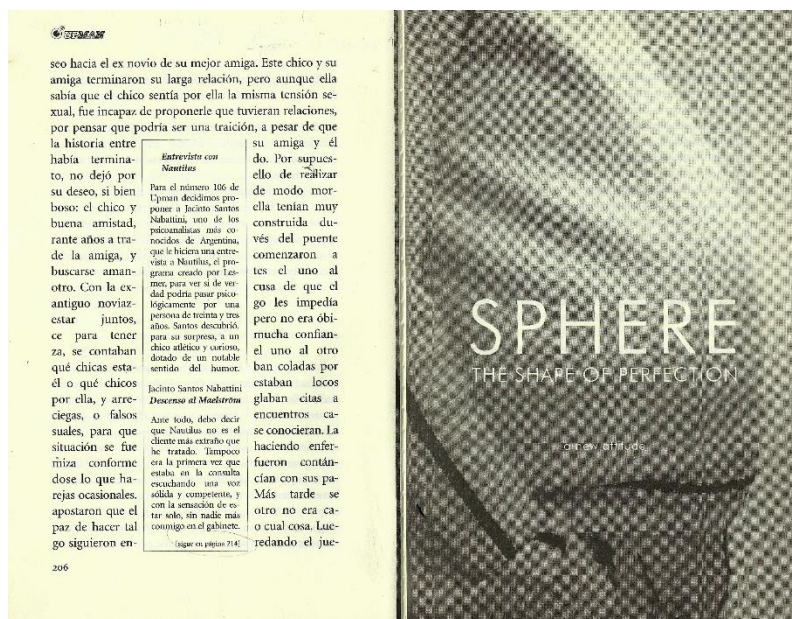 UPMAN
seo hacia el ex novio de su mejor amiga. Este chico y su
amiga terminaron su larga relación, pero aunque ella
sabía que el chico sentía por ella la misma tensión se-
xual, fue incapaz de proponerle que tuvieran relaciones,
por pensar que podría ser una traición, a pesar de que
la historia entre su amiga y él
había termina- do. Por supues-
to, no dejó por ello de realizar
su deseo, si bien de modo mor-
boso: el chico y ella tenían muy
buena amistad, construida du-
rante años a tra- vés del puente
de la amiga, y comenzaron a
buscarse aman- tes el uno al
otro. Con la ex- cusa de que el
antiguo noviaz- go les impedía
estar juntos, pero no era óbi-
ce para tener mucha confian-
za, se contaban el uno al otro
qué chicas esta- ban coladas por
él o qué chicos estaban locos
por ella, y arre- glaban citas a
ciegas, o falsos encuentros ca-
suales, para que se conocieran. La
situación se fue haciendo enfer-
miza conforme fueron contán-
dose lo que ha- cían con sus pa-
rejas ocasionales. Más tarde se
apostaron que el otro no era ca-
paz de hacer tal o cual cosa. Lue-
go siguieron en- redando el jue-
Entrevista con
Nautilus
Para el número 106 de
Upman decidimos pro-
poner a Jacinto Santos
Nabattini, uno de los
psicoanalistas más co-
nocidos de Argentina,
que le hiciera una entre-
vista a Nautilus, el pro-
grama creado por Les-
mer, para ver si de ver-
dad podría pasar psico-
lógicamente por una
persona de treinta y tres
años. Santos descubrió,
para su sorpresa, a un
chico atlético y curioso,
dotado de un notable
sentido del humor.
Jacinto Santos Nabattini
Descenso al Maelström
Ante todo, debo decir
que Nautilus no es el
cliente más extraño que
he tratado. Tampoco
era la primera vez que
estaba en la consulta
escuchando una voz
sólida y competente, y
con la sensación de es-
tar solo, sin nadie más
conmigo en el gabinete.
[sigue en página 214]
206
SPHERE
THE SHAPE OF PERFECTION
a new attitude